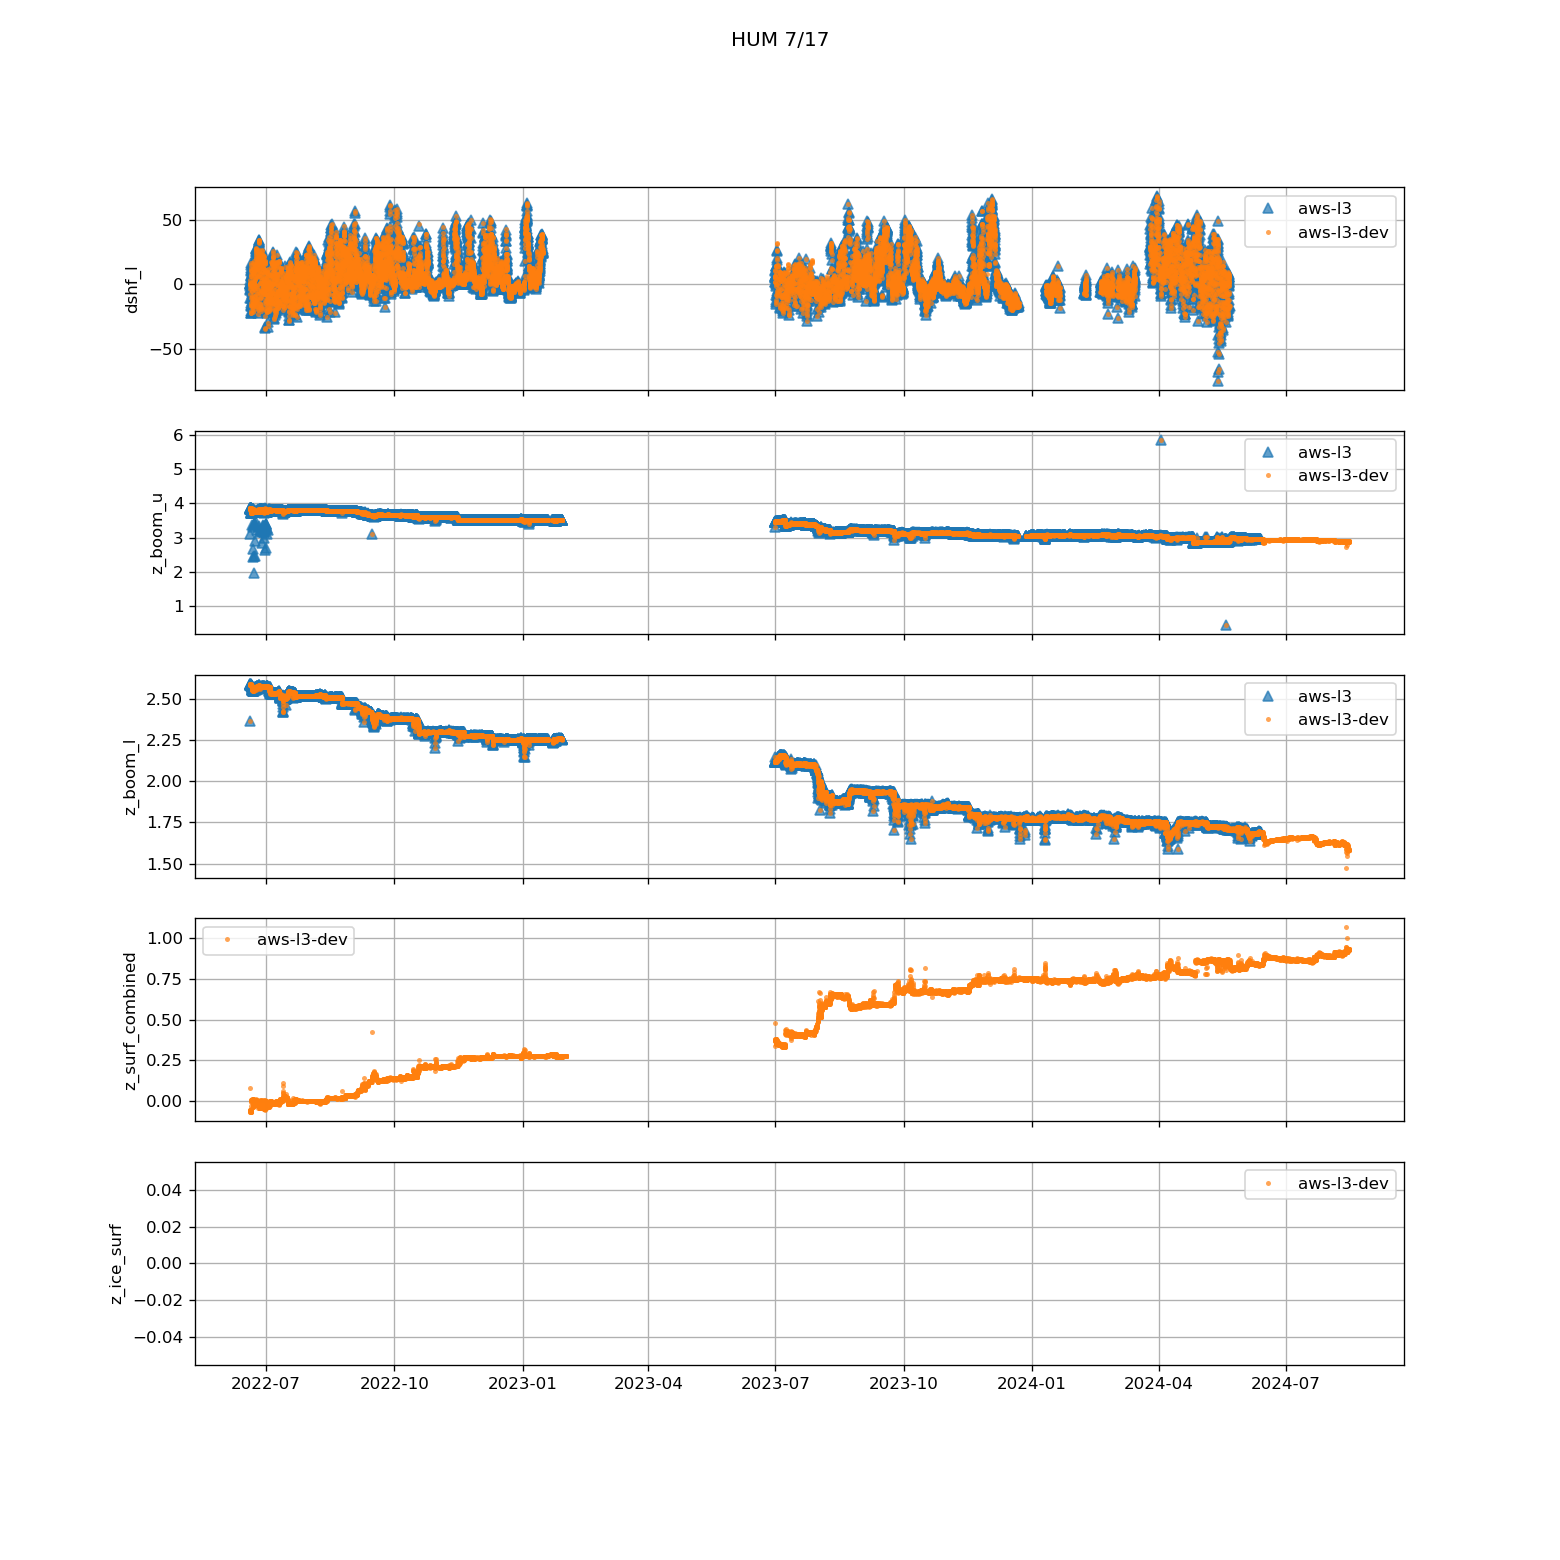 HUM 7/17
dshf_l
50
0
−50
aws-l3
aws-l3-dev
z_boom_u
6
5
4
3
2
1
aws-l3
aws-l3-dev
z_boom_l
2.50
2.25
2.00
1.75
1.50
aws-l3
aws-l3-dev
z_surf_combined
1.00
0.75
0.50
0.25
0.00
aws-l3-dev
z_ice_surf
0.04
0.02
0.00
−0.02
−0.04
aws-l3-dev
2022-07 2022-10 2023-01 2023-04 2023-07 2023-10 2024-01 2024-04 2024-07